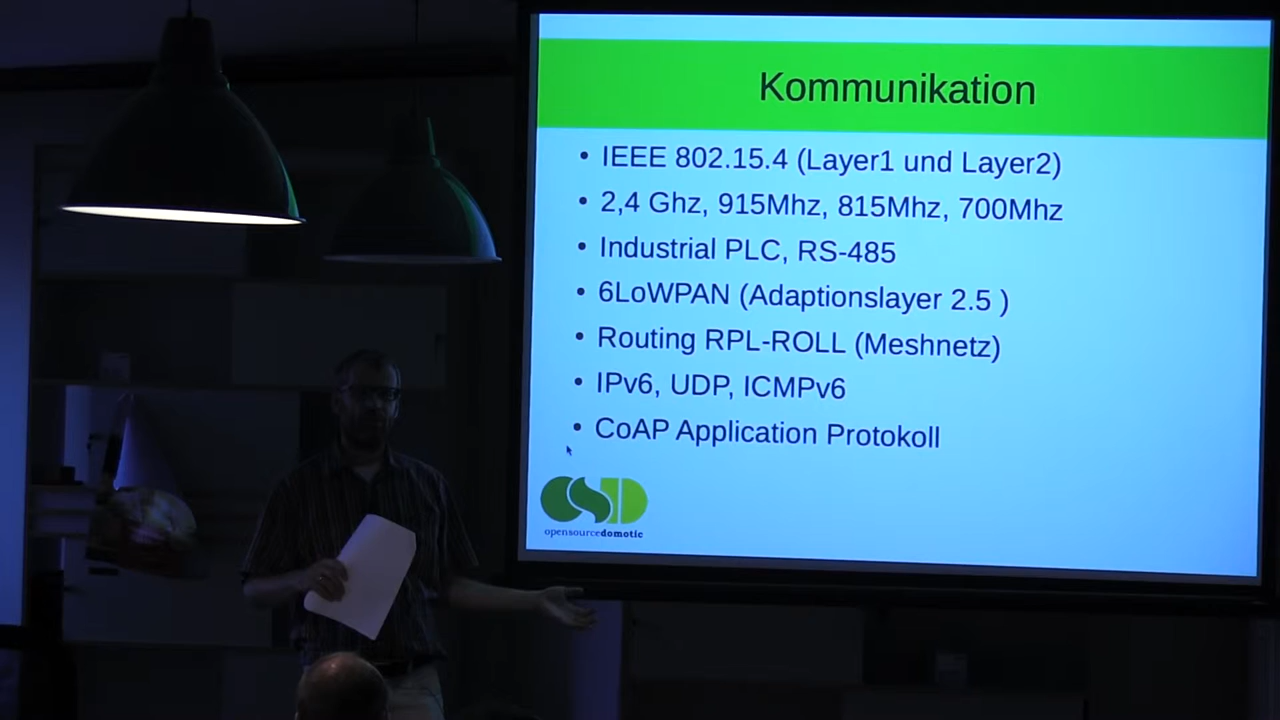 Kommunikation
• IEEE 802.15.4 (Layer1 und Layer2)
• 2,4 Ghz, 915Mhz, 815Mhz, 700Mhz
• Industrial PLC, RS-485
• 6LoWPAN (Adaptionslayer 2.5 )
• Routing RPL-ROLL (Meshnetz)
• IPv6, UDP, ICMPv6
• CoAP Application Protokoll
OSD
opensourcedomotic